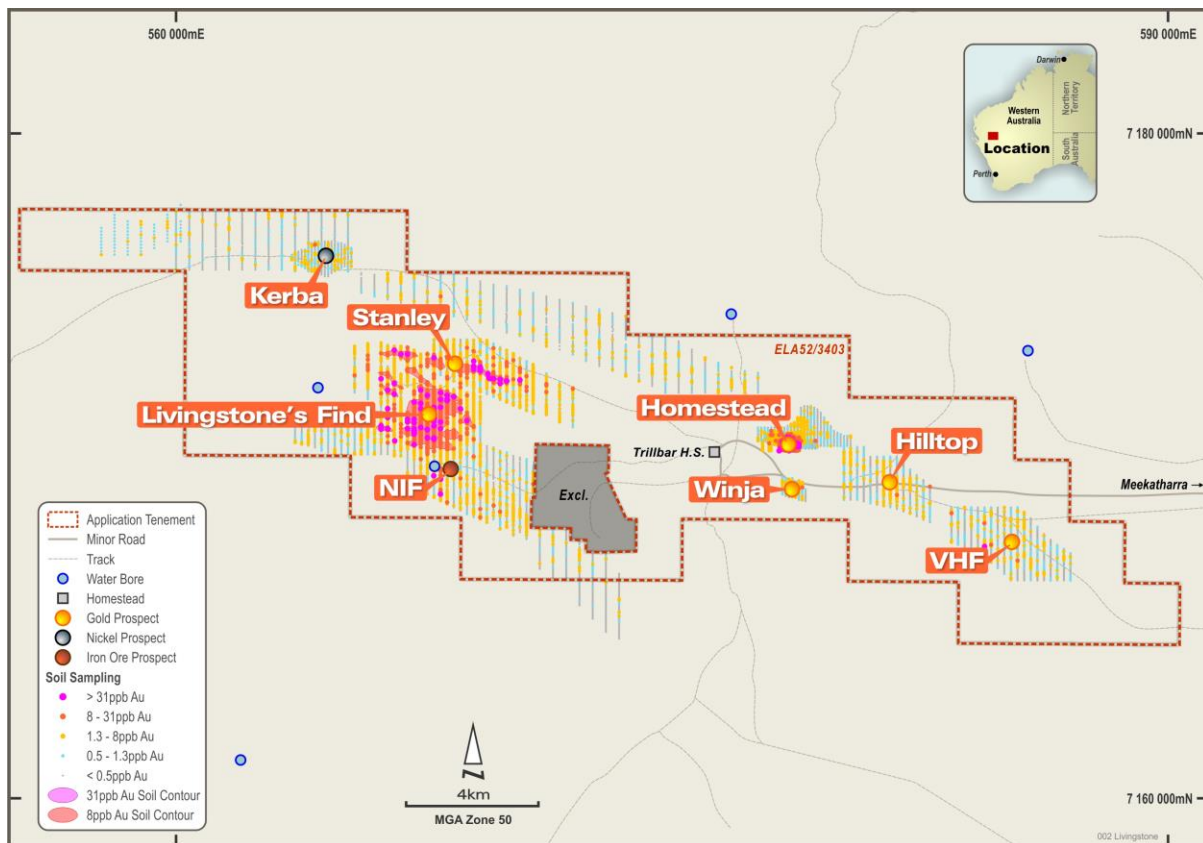 560 000mE
590 000mE
Darwin
Western
Australia
Northern
Territory
South
Australia
Location
Perth
7 180 000mN
Kerba
Stanley
ELA52/3403
Livingstone's Find
Homestead
Trillbar H.S.
Hilltop
NIF
Excl.
Winja
Meekatharra
VHF
Application Tenement
Minor Road
Track
Water Bore
Homestead
Gold Prospect
Nickel Prospect
Iron Ore Prospect
Soil Sampling
> 31ppb Au
8 - 31ppb Au
1.3 - 8ppb Au
0.5 - 1.3ppb Au
< 0.5ppb Au
31ppb Au Soil Contour
8ppb Au Soil Contour
N
4km
MGA Zone 50
7 160 000mN
002 Livingstone